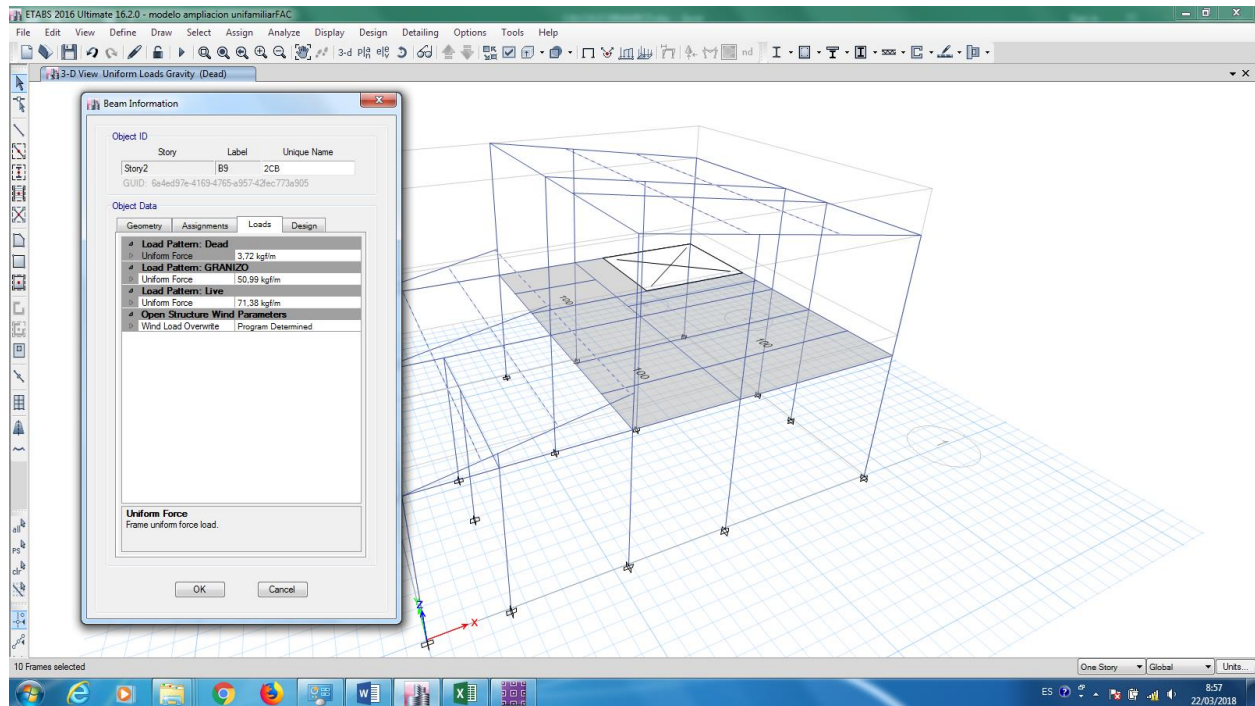 ETABS 2016 Ultimate 16.2.0 - modelo ampliacion unifamiliarFAC
File Edit View Define Draw Select Assign Analyze Display Design Detailing Options Tools Help
3-d
nd
3-D View Uniform Loads Gravity (Dead)
Beam Information
Object ID
Story Label Unique Name
Story2 B9 2CB
GUID: 6a4ed97e-4169-4765-a957-42fec773a905
Object Data
Geometry Assignments Loads Design
Load Pattern: Dead
Uniform Force 3,72 kgf/m
Load Pattern: GRANIZO
Uniform Force 50,99 kgf/m
Load Pattern: Live
Uniform Force 71,38 kgf/m
Open Structure Wind Parameters
Wind Load Overwrite Program Determined
Uniform Force
Frame uniform force load.
OK Cancel
100
100
100
Z
X
all
PS
clr
10 Frames selected
One Story Global Units...
ES
8:57
22/03/2018